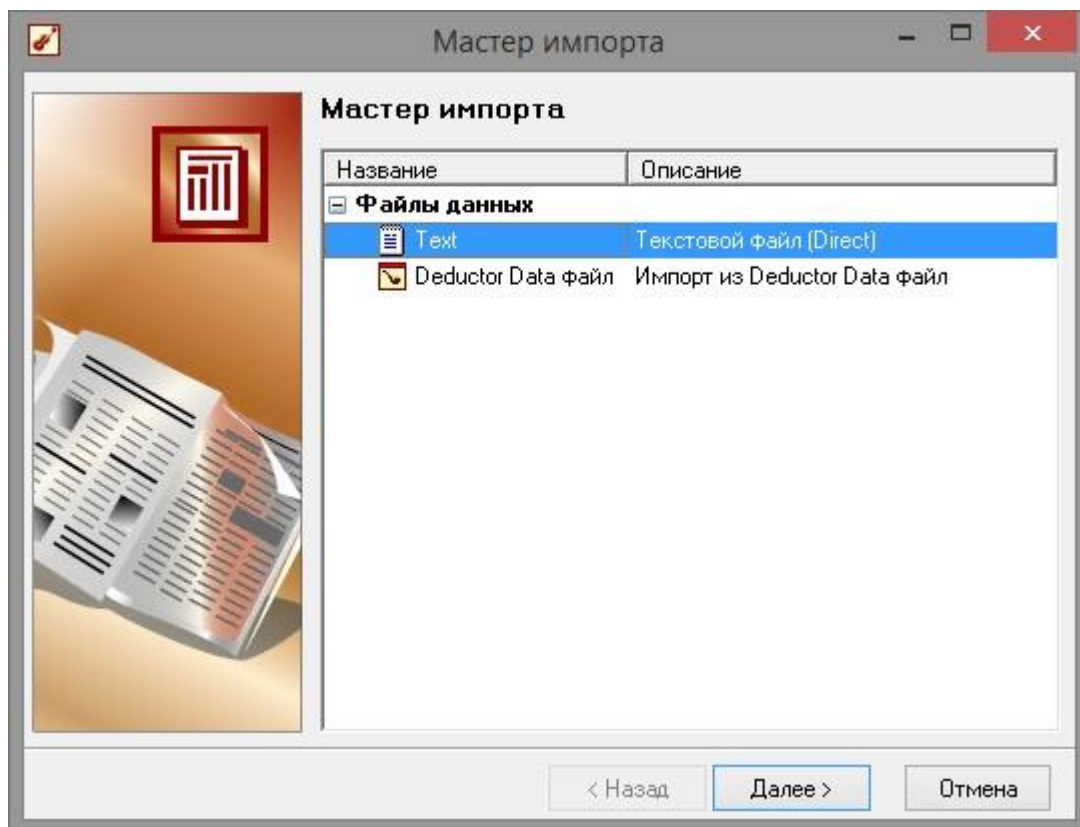 Мастер импорта
Мастер импорта
Название Описание
Файлы данных
Text Текстовой файл (Direct)
Deductor Data файл Импорт из Deductor Data файл
< Назад Далее > Отмена